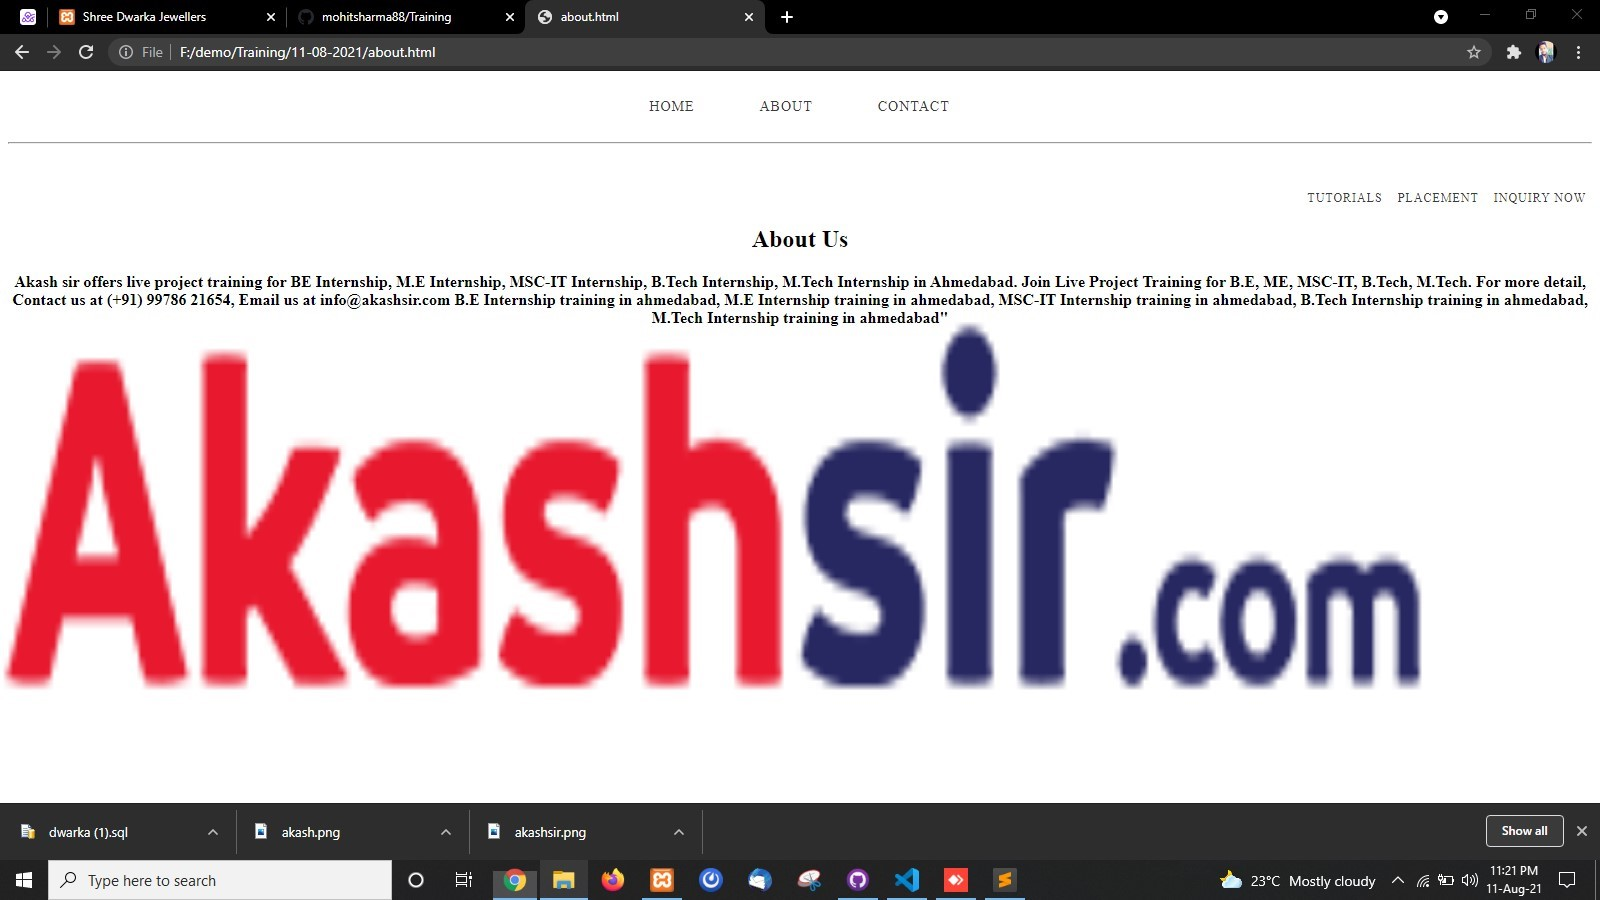 Shree Dwarka Jewellers
mohitsharma88/Training
about.html
File
F:/demo/Training/11-08-2021/about.html
HOME ABOUT CONTACT
TUTORIALS PLACEMENT INQUIRY NOW
About Us
Akash sir offers live project training for BE Internship, M.E Internship, MSC-IT Internship, B.Tech Internship, M.Tech Internship in Ahmedabad. Join Live Project Training for B.E, ME, MSC-IT, B.Tech, M.Tech. For more detail,
Contact us at (+91) 99786 21654, Email us at info@akashsir.com B.E Internship training in ahmedabad, M.E Internship training in ahmedabad, MSC-IT Internship training in ahmedabad, B.Tech Internship training in ahmedabad,
M.Tech Internship training in ahmedabad"
Akashsir.com
dwarka (1).sql
akash.png
akashsir.png
Show all
Type here to search
23°C Mostly cloudy
11:21 PM
11-Aug-21